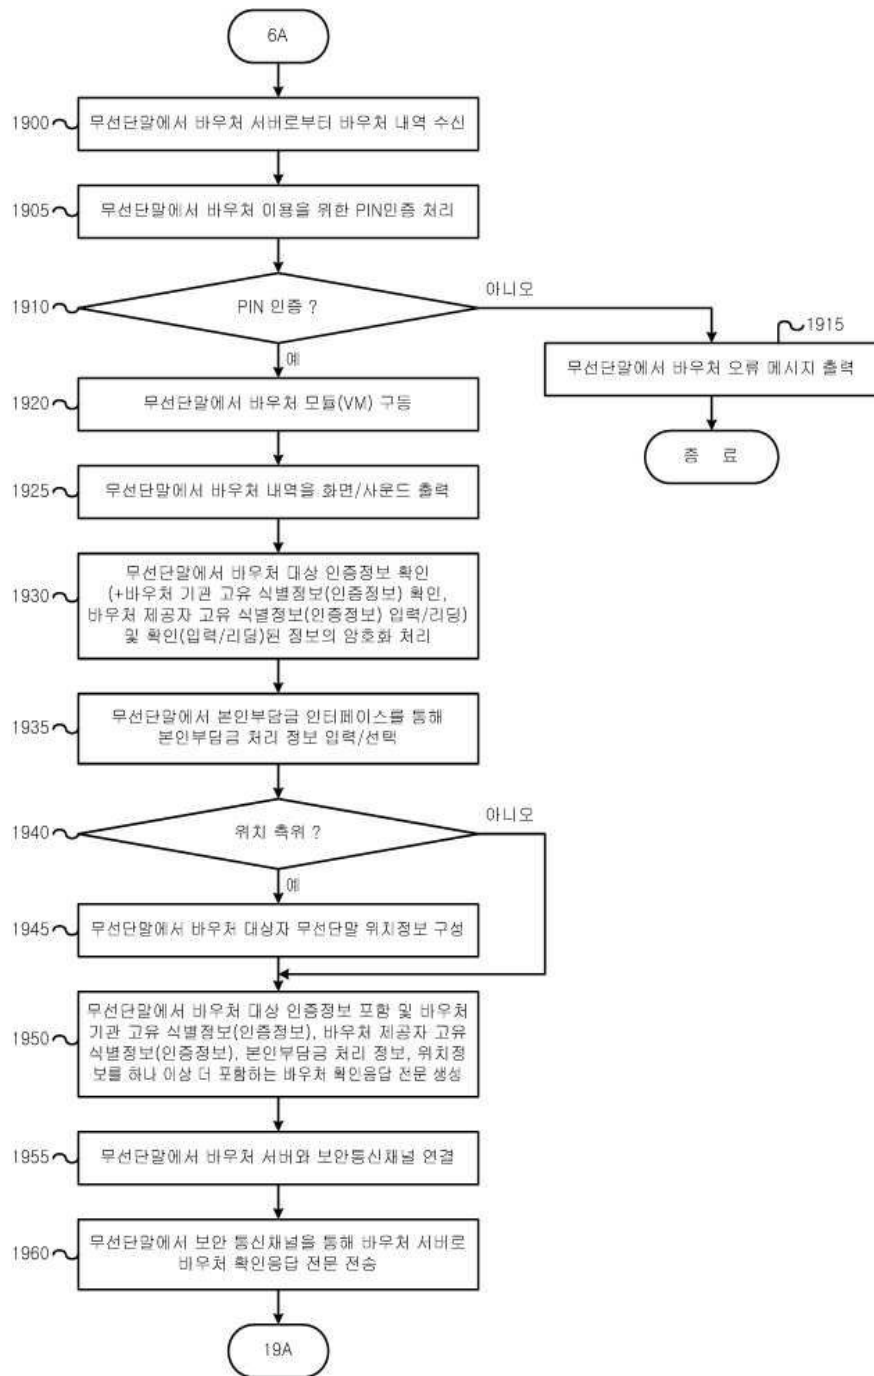 6A
1900
무선단말에서 바우처 서버로부터 바우처 내역 수신
1905
무선단말에서 바우처 이용을 위한 PIN인증 처리
1910
PIN 인증 ?
아니오
예
1915
무선단말에서 바우처 오류 메시지 출력
종 료
1920
무선단말에서 바우처 모듈(VM) 구동
1925
무선단말에서 바우처 내역을 화면/사운드 출력
1930
무선단말에서 바우처 대상 인증정보 확인
(+바우처 기관 고유 식별정보(인증정보) 확인,
바우처 제공자 고유 식별정보(인증정보) 입력/리딩)
및 확인(입력/리딩)된 정보의 암호화 처리
1935
무선단말에서 본인부담금 인터페이스를 통해
본인부담금 처리 정보 입력/선택
1940
위치 측위 ?
아니오
예
1945
무선단말에서 바우처 대상자 무선단말 위치정보 구성
1950
무선단말에서 바우처 대상 인증정보 포함 및 바우처
기관 고유 식별정보(인증정보), 바우처 제공자 고유
식별정보(인증정보), 본인부담금 처리 정보, 위치정
보를 하나 이상 더 포함하는 바우처 확인응답 전문 생성
1955
무선단말에서 바우처 서버와 보안통신채널 연결
1960
무선단말에서 보안 통신채널을 통해 바우처 서버로
바우처 확인응답 전문 전송
19A